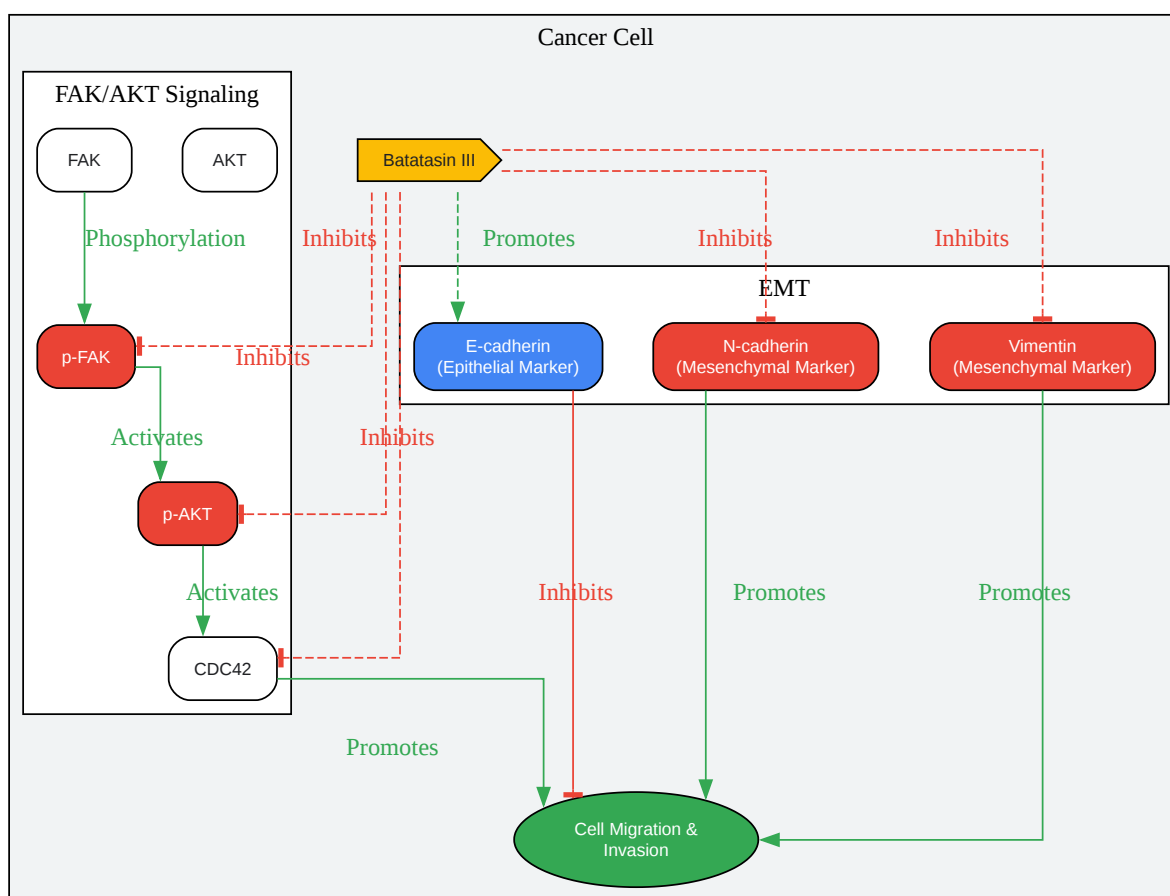 Cancer Cell
FAK/AKT Signaling
FAK
AKT
Batatasin III
Phosphorylation
Inhibits
Promotes
Inhibits
Inhibits
EMT
p-FAK
Inhibits
E-cadherin
(Epithelial Marker)
N-cadherin
(Mesenchymal Marker)
Vimentin
(Mesenchymal Marker)
Activates
Inhibits
p-AKT
Activates
Inhibits
Promotes
Promotes
CDC42
Promotes
Cell Migration &
Invasion